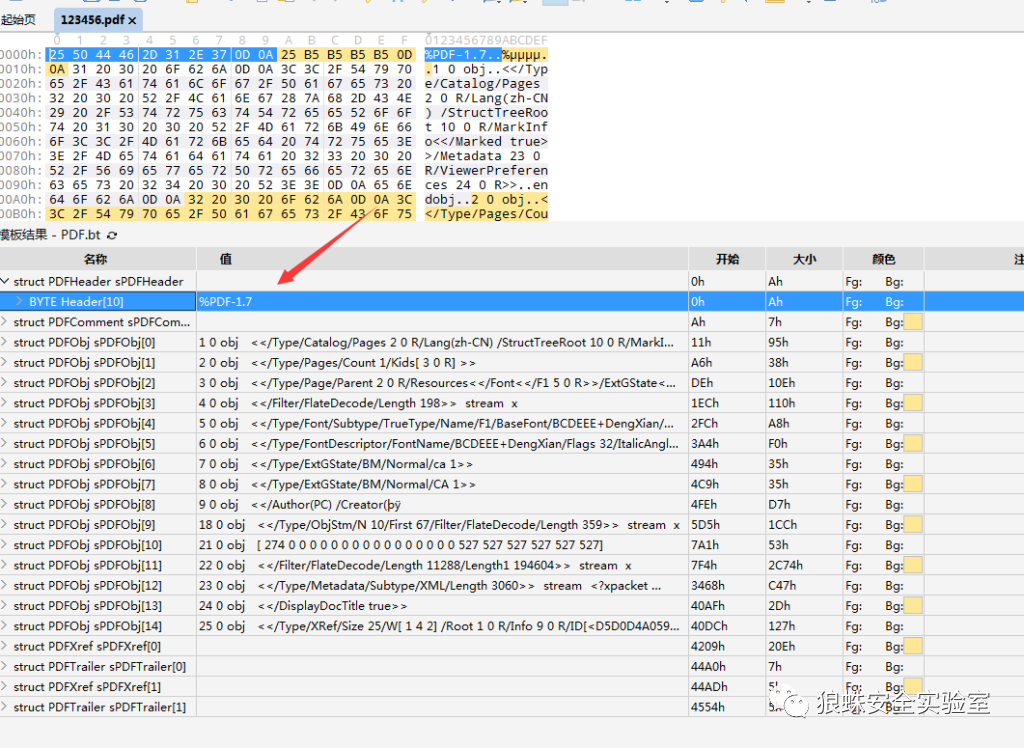 起始页 123456.pdf ×
0 1 2 3 4 5 6 7 8 9 A B C D E F 0123456789ABCDEF
0000h: 25 50 44 46 2D 31 2E 37 0D 0A 25 B5 B5 B5 B5 0D %PDF-1.7..%µµµµ.
0010h: 0A 31 20 30 20 6F 62 6A 0D 0A 3C 3C 2F 54 79 70 .1 0 obj..<</Typ
0020h: 65 2F 43 61 74 61 6C 6F 67 2F 50 61 67 65 73 20 e/Catalog/Pages
0030h: 32 20 30 20 52 2F 4C 61 6E 67 28 7A 68 2D 43 4E 2 0 R/Lang(zh-CN
0040h: 29 20 2F 53 74 72 75 63 74 54 72 65 65 52 6F 6F ) /StructTreeRoo
0050h: 74 20 31 30 20 30 20 52 2F 4D 61 72 6B 49 6E 66 t 10 0 R/MarkInf
0060h: 6F 3C 3C 2F 4D 61 72 6B 65 64 20 74 72 75 65 3E o<</Marked true>
0070h: 3E 2F 4D 65 74 61 64 61 74 61 20 32 33 20 30 20 >/Metadata 23 0
0080h: 52 2F 56 69 65 77 65 72 50 72 65 66 65 72 65 6E R/ViewerPreferen
0090h: 63 65 73 20 32 34 20 30 20 52 3E 3E 0D 0A 65 6E ces 24 0 R>>..en
00A0h: 64 6F 62 6A 0D 0A 32 20 30 20 6F 62 6A 0D 0A 3C dobj..2 0 obj..<
00B0h: 3C 2F 54 79 70 65 2F 50 61 67 65 73 2F 43 6F 75 </Type/Pages/Cou
模板结果 - PDF.bt
名称 值 开始 大小 颜色 注
struct PDFHeader sPDFHeader 0h Ah Fg: Bg:
BYTE Header[10] %PDF-1.7 0h Ah Fg: Bg:
struct PDFComment sPDFCom... Ah 7h Fg: Bg:
struct PDFObj sPDFObj[0] 1 0 obj <</Type/Catalog/Pages 2 0 R/Lang(zh-CN) /StructTreeRoot 10 0 R/MarkI... 11h 95h Fg: Bg:
struct PDFObj sPDFObj[1] 2 0 obj <</Type/Pages/Count 1/Kids[ 3 0 R] >> A6h 38h Fg: Bg:
struct PDFObj sPDFObj[2] 3 0 obj <</Type/Page/Parent 2 0 R/Resources<</Font<</F1 5 0 R>>/ExtGState<... DEh 10Eh Fg: Bg:
struct PDFObj sPDFObj[3] 4 0 obj <</Filter/FlateDecode/Length 198>> stream x 1ECh 110h Fg: Bg:
struct PDFObj sPDFObj[4] 5 0 obj <</Type/Font/Subtype/TrueType/Name/F1/BaseFont/BCDEEE+DengXian/... 2FCh A8h Fg: Bg:
struct PDFObj sPDFObj[5] 6 0 obj <</Type/FontDescriptor/FontName/BCDEEE+DengXian/Flags 32/ItalicAngl... 3A4h F0h Fg: Bg:
struct PDFObj sPDFObj[6] 7 0 obj <</Type/ExtGState/BM/Normal/ca 1>> 494h 35h Fg: Bg:
struct PDFObj sPDFObj[7] 8 0 obj <</Type/ExtGState/BM/Normal/CA 1>> 4C9h 35h Fg: Bg:
struct PDFObj sPDFObj[8] 9 0 obj <</Author(PC) /Creator(þÿ 4FEh D7h Fg: Bg:
struct PDFObj sPDFObj[9] 18 0 obj <</Type/ObjStm/N 10/First 67/Filter/FlateDecode/Length 359>> stream x 5D5h 1CCh Fg: Bg:
struct PDFObj sPDFObj[10] 21 0 obj [ 274 0 0 0 0 0 0 0 0 0 0 0 0 0 0 0 0 527 527 527 527 527] 7A1h 53h Fg: Bg:
struct PDFObj sPDFObj[11] 22 0 obj <</Filter/FlateDecode/Length 11288/Length1 194604>> stream x 7F4h 2C74h Fg: Bg:
struct PDFObj sPDFObj[12] 23 0 obj <</Type/Metadata/Subtype/XML/Length 3060>> stream <?xpacket ... 3468h C47h Fg: Bg:
struct PDFObj sPDFObj[13] 24 0 obj <</DisplayDocTitle true>> 40AFh 2Dh Fg: Bg:
struct PDFObj sPDFObj[14] 25 0 obj <</Type/XRef/Size 25/W[ 1 4 2] /Root 1 0 R/Info 9 0 R/ID[<D5D0D4A059... 40DCh 127h Fg: Bg:
struct PDFXref sPDFXref[0] 4209h 20Eh Fg: Bg:
struct PDFTrailer sPDFTrailer[0] 44A0h 7h Fg: Bg:
struct PDFXref sPDFXref[1] 44ADh Fg: Bg:
struct PDFTrailer sPDFTrailer[1] 4554h Fg: Bg:
狼蛛安全实验室